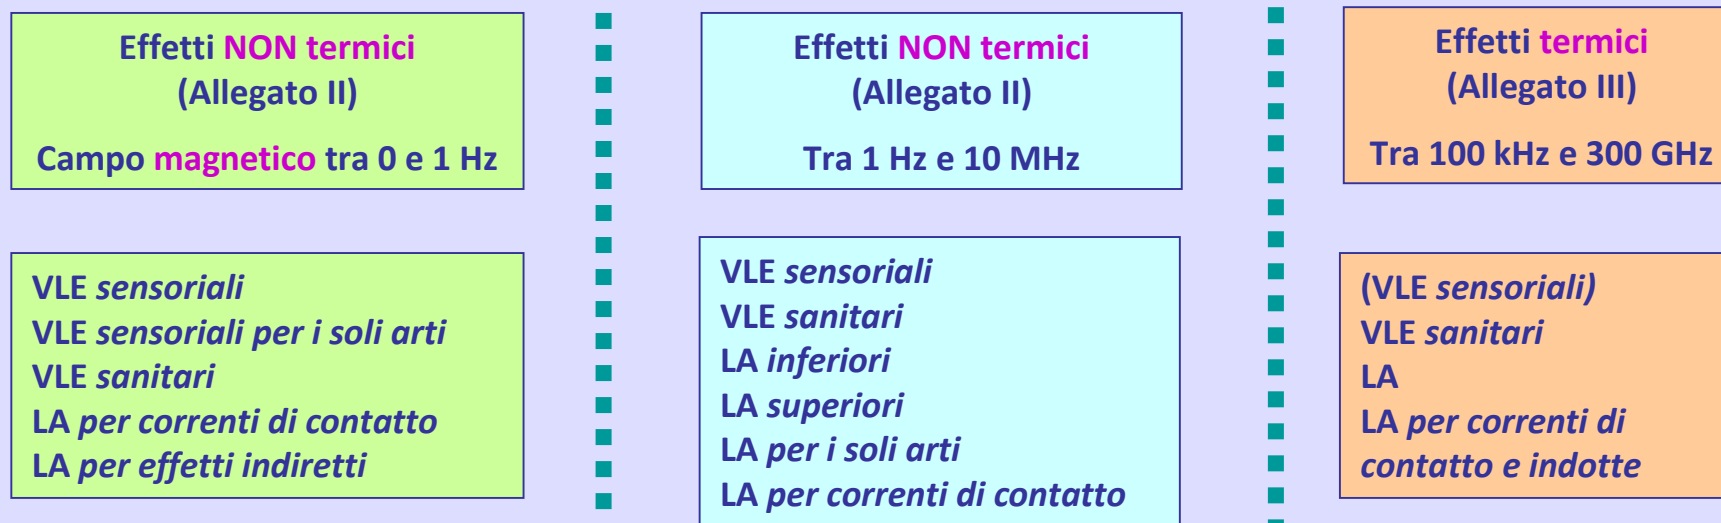 Effetti NON termici
(Allegato II)
Campo magnetico tra 0 e 1 Hz
VLE sensoriali
VLE sensoriali per i soli arti
VLE sanitari
LA per correnti di contatto
LA per effetti indiretti
Effetti NON termici
(Allegato II)
Tra 1 Hz e 10 MHz
VLE sensoriali
VLE sanitari
LA inferiori
LA superiori
LA per i soli arti
LA per correnti di contatto
Effetti termici
(Allegato III)
Tra 100 kHz e 300 GHz
(VLE sensoriali)
VLE sanitari
LA
LA per correnti di
contatto e indotte